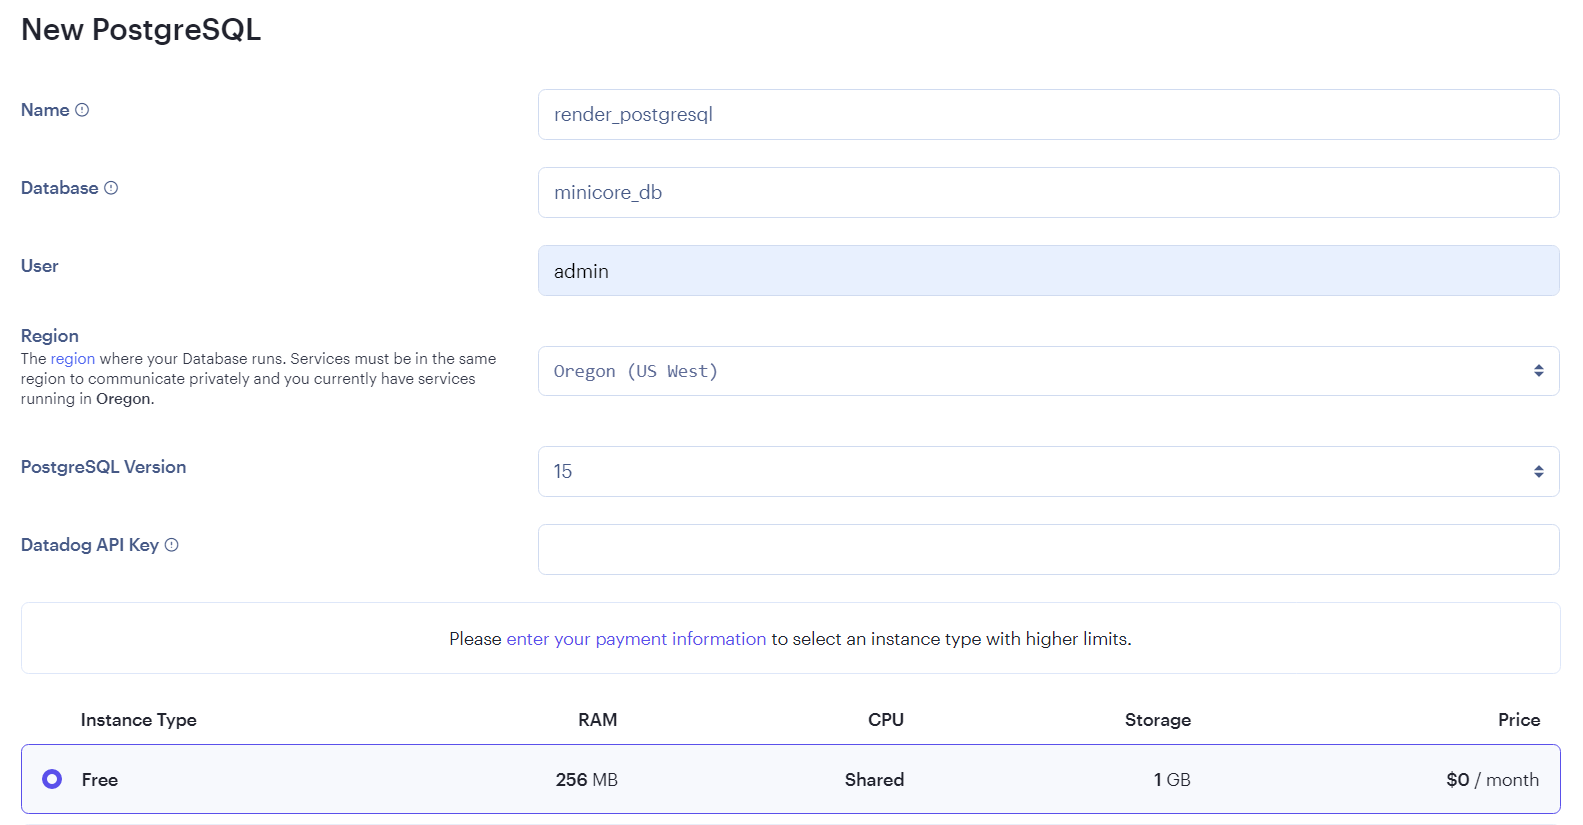 New PostgreSQL
Name
render_postgresql
Database
minicore_db
User
admin
Region
The region where your Database runs. Services must be in the same
region to communicate privately and you currently have services
running in Oregon.
Oregon (US West)
PostgreSQL Version
15
Datadog API Key
Please enter your payment information to select an instance type with higher limits.
Instance Type RAM CPU Storage Price
Free 256 MB Shared 1 GB $0 / month